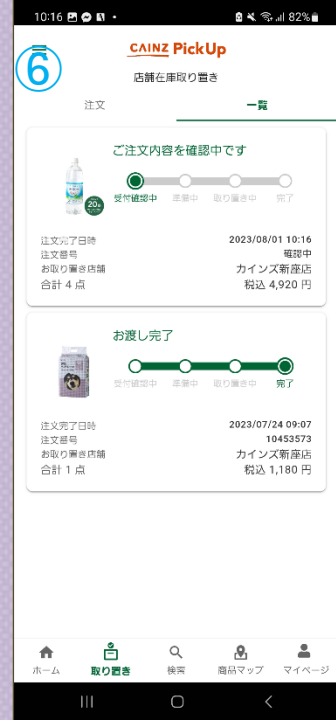 10:16
82%
⑥
CAINZ PickUp
店舗在庫取り置き
注文 一覧
ご注文内容を確認中です
20
受付確認中 準備中 取り置き中 完了
注文完了日時 2023/08/01 10:16
注文番号 確認中
お取り置き店舗 カインズ新座店
合計 4 点 税込 4,920 円
お渡し完了
受付確認中 準備中 取り置き中 完了
注文完了日時 2023/07/24 09:07
注文番号 10453573
お取り置き店舗 カインズ新座店
合計 1 点 税込 1,180 円
ホーム 取り置き 検索 商品マップ マイページ